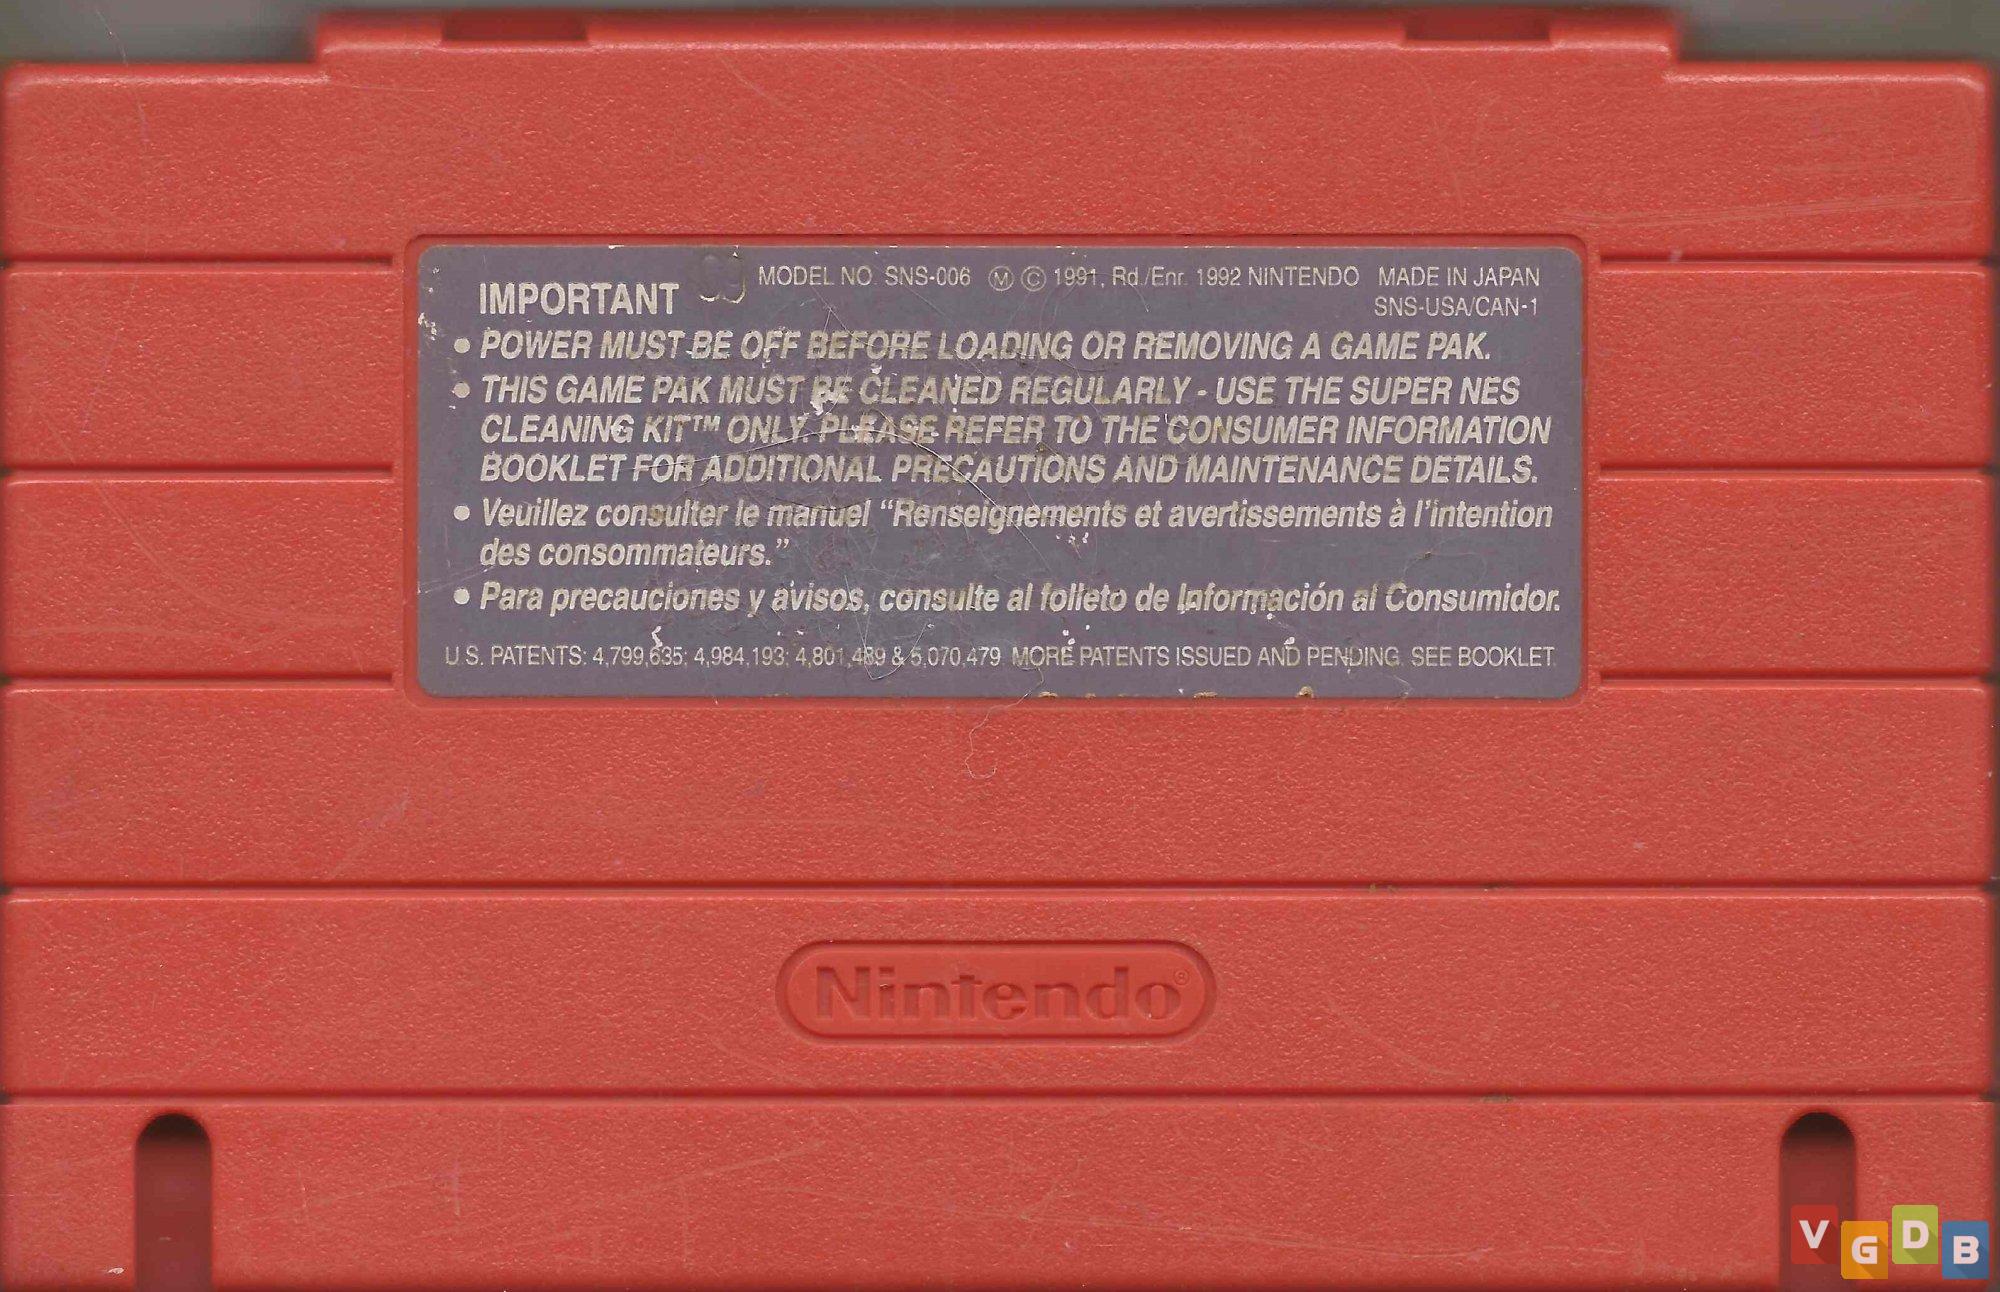 MODEL NO. SNS-006 Ⓜ © 1991, Rd./Enr. 1992 NINTENDO MADE IN JAPAN
IMPORTANT
SNS-USA/CAN-1
• POWER MUST BE OFF BEFORE LOADING OR REMOVING A GAME PAK.
• THIS GAME PAK MUST BE CLEANED REGULARLY - USE THE SUPER NES
CLEANING KIT™ ONLY. PLEASE REFER TO THE CONSUMER INFORMATION
BOOKLET FOR ADDITIONAL PRECAUTIONS AND MAINTENANCE DETAILS.
• Veuillez consulter le manuel “Renseignements et avertissements à l’intention
des consommateurs.”
• Para precauciones y avisos, consulte al folleto de Información al Consumidor.
U.S. PATENTS: 4,799,635; 4,984,193; 4,801,489 & 5,070,479 MORE PATENTS ISSUED AND PENDING. SEE BOOKLET.
Nintendo®
VGDB